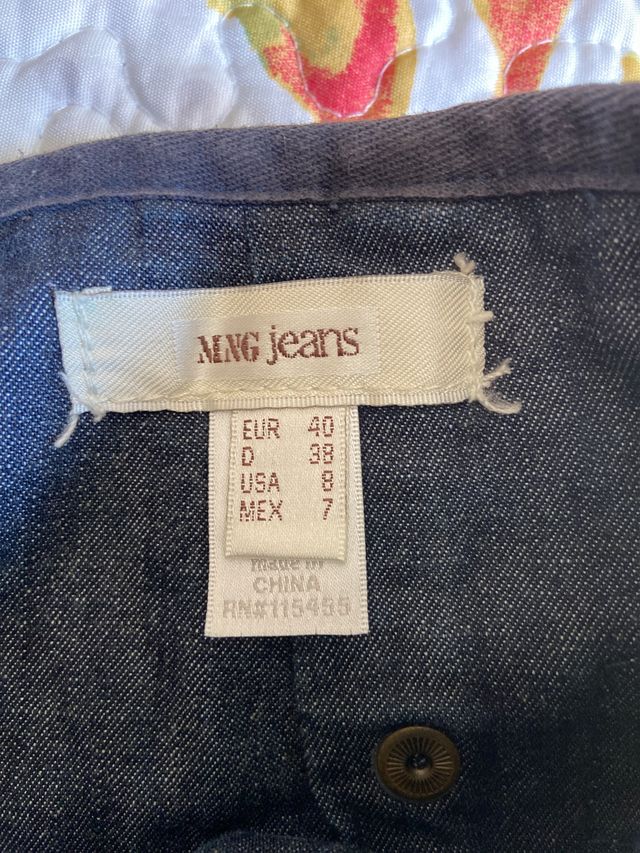 MNG jeans
EUR 40
D 38
USA 8
MEX 7
made in
CHINA
RN#115455